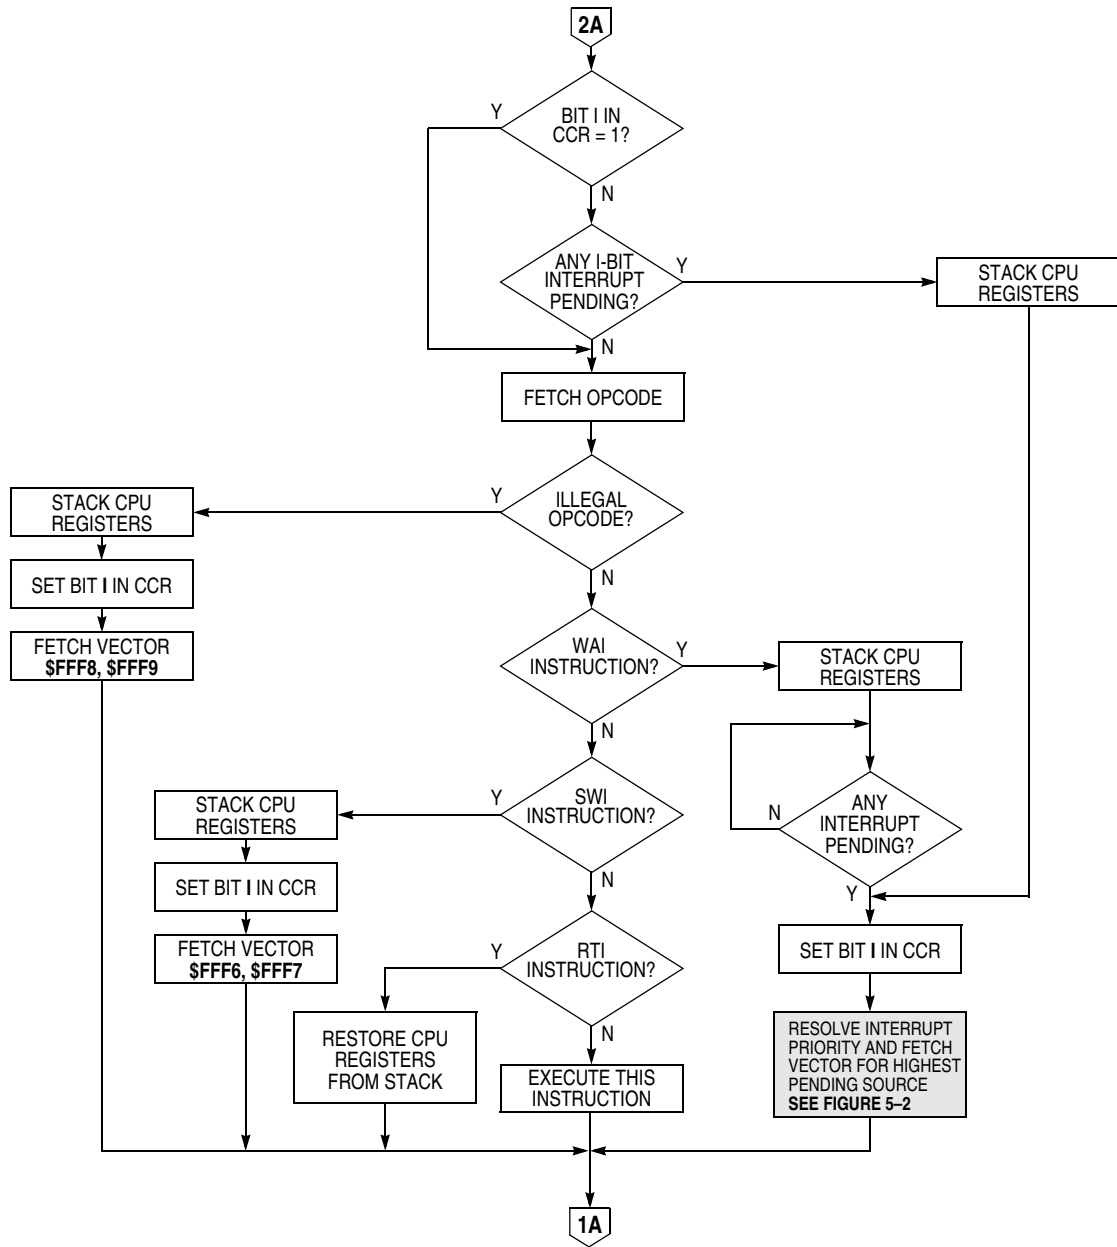 2A
Y
BIT I IN
CCR = 1?
N
ANY I-BIT
INTERRUPT
PENDING?
Y
STACK CPU
REGISTERS
N
FETCH OPCODE
STACK CPU
REGISTERS
Y
ILLEGAL
OPCODE?
N
SET BIT I IN CCR
FETCH VECTOR
$FFF8, $FFF9
WAI
INSTRUCTION?
Y
STACK CPU
REGISTERS
N
STACK CPU
REGISTERS
Y
SWI
INSTRUCTION?
N
N
ANY
INTERRUPT
PENDING?
Y
SET BIT I IN CCR
FETCH VECTOR
$FFF6, $FFF7
Y
RTI
INSTRUCTION?
N
SET BIT I IN CCR
RESTORE CPU
REGISTERS
FROM STACK
EXECUTE THIS
INSTRUCTION
RESOLVE INTERRUPT
PRIORITY AND FETCH
VECTOR FOR HIGHEST
PENDING SOURCE
SEE FIGURE 5–2
1A